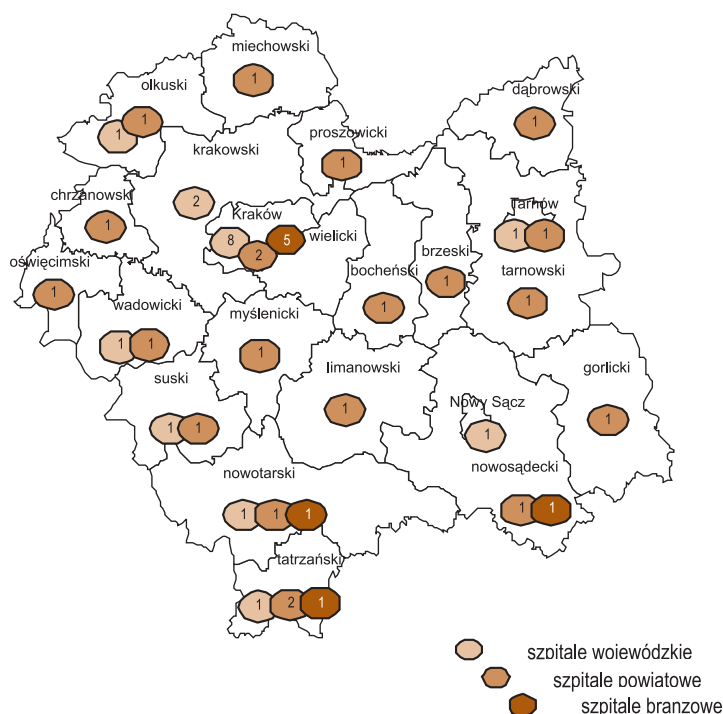 miechowski
1
olkuski
dąbrowski
1 1
1
proszowicki
krakowski
1
chrzanowski
2
1
Kraków
Tarnów
8 2 5
wielicki
1 1
oświęcimski
bocheński
brzeski
tarnowski
1
1
1
1
wadowicki
myślenicki
1 1
1
limanowski
gorlicki
suski
1
Nowy Sącz
1 1
1
1
nowotarski
nowosądecki
1 1 1
1 1
tatrzański
1 2 1
szpitale wojewódzkie
szpitale powiatowe
szpitale branzowe